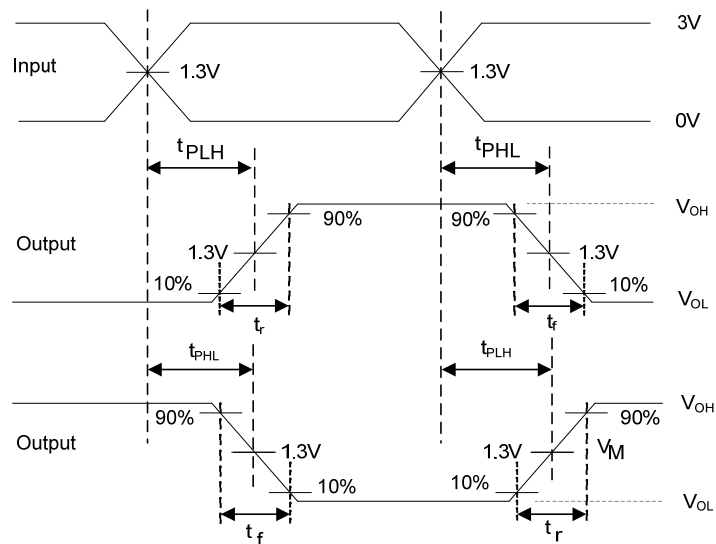 3V
Input
1.3V 1.3V
0V
tPLH tPHL
VOH
90% 90%
Output
1.3V 1.3V
10% 10%
VOL
tr tf
tPHL tPLH
VOH
90% 90%
Output
1.3V 1.3V VM
10% 10%
VOL
tf tr